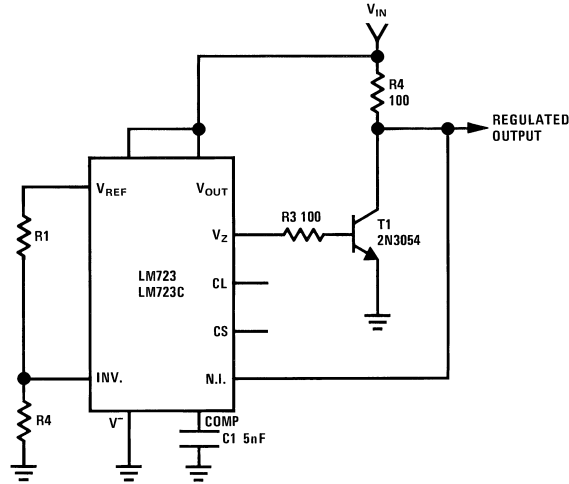 VIN
R4
100
REGULATED
OUTPUT
VREF
VOUT
R1
R3 100
T1
2N3054
VZ
LM723
LM723C
CL
CS
INV.
N.I.
R4
V-
COMP
C1 5nF